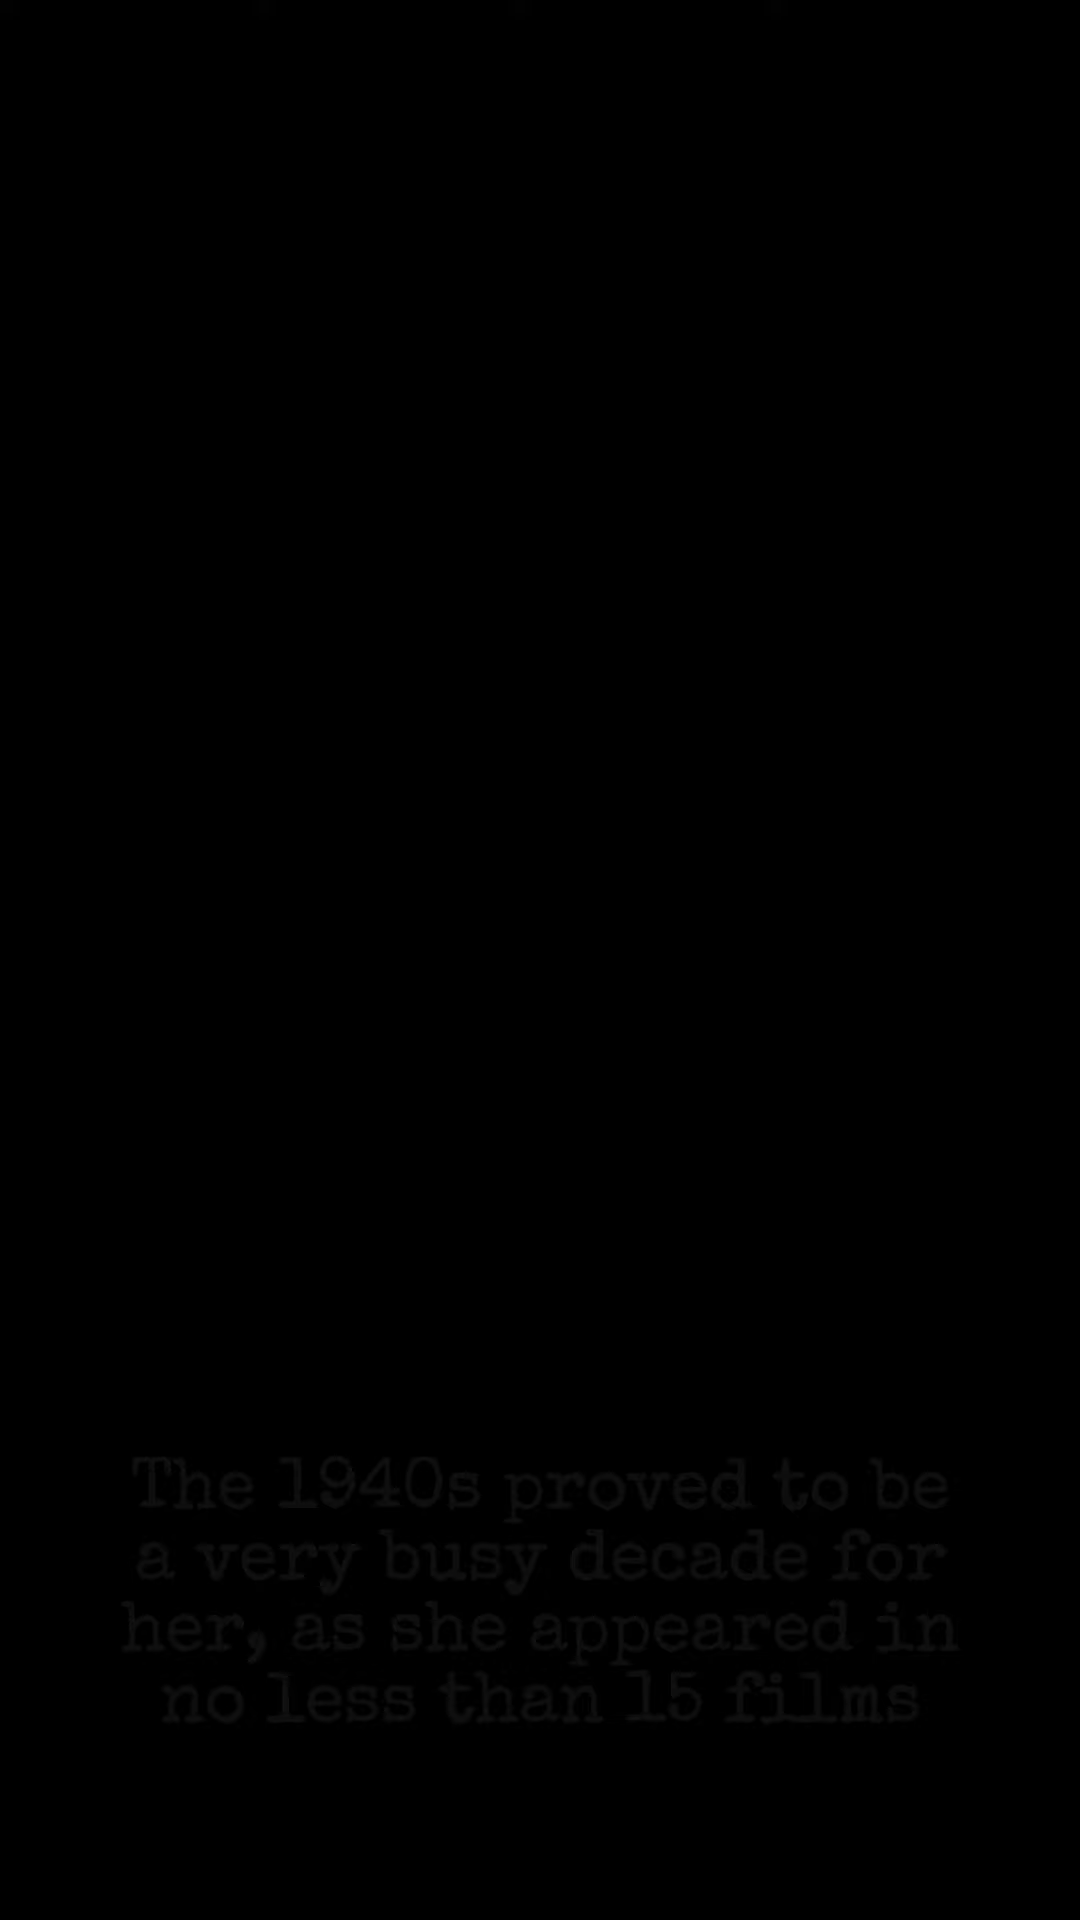 The 1940s proved to be
a very busy decade for
her, as she appeared in
no less than 15 films